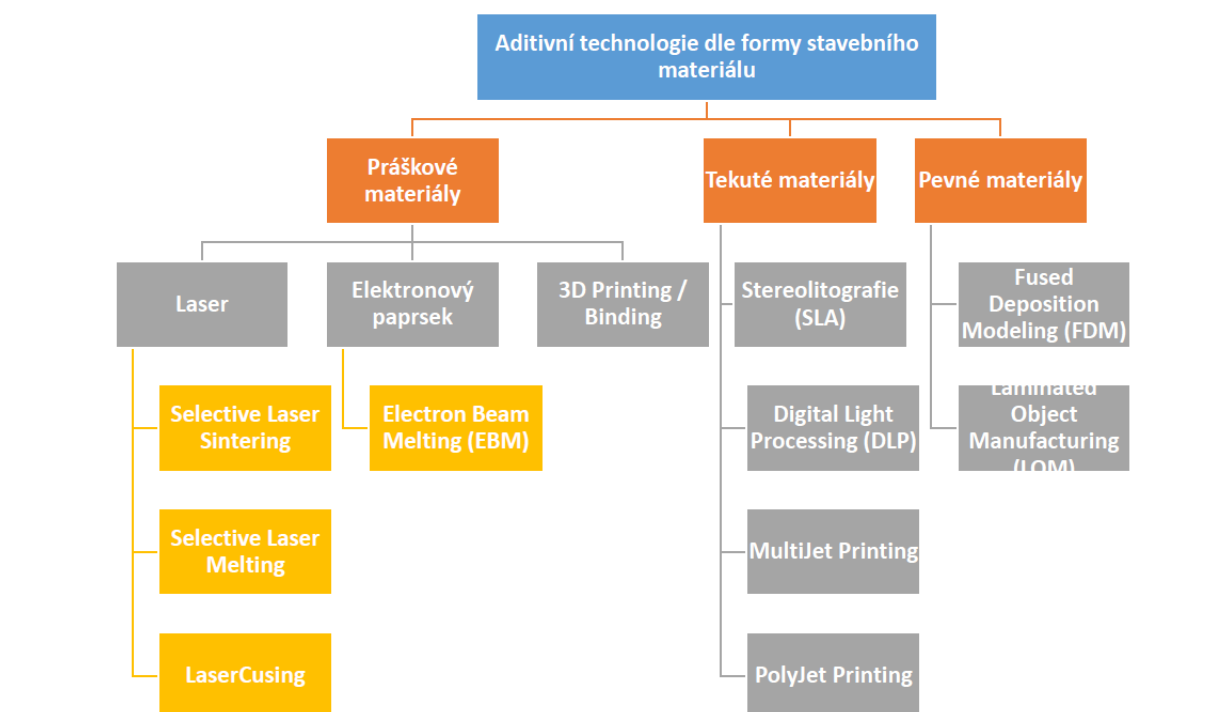 Aditivní technologie dle formy stavebního
materiálu
Práškové
materiály
Tekuté materiály
Pevné materiály
Laser
Elektronový
paprsek
3D Printing /
Binding
Stereolitografie
(SLA)
Fused
Deposition
Modeling (FDM)
Selective Laser
Sintering
Electron Beam
Melting (EBM)
Digital Light
Processing (DLP)
Laminated
Object
Manufacturing
(LOM)
Selective Laser
Melting
MultiJet Printing
LaserCusing
PolyJet Printing